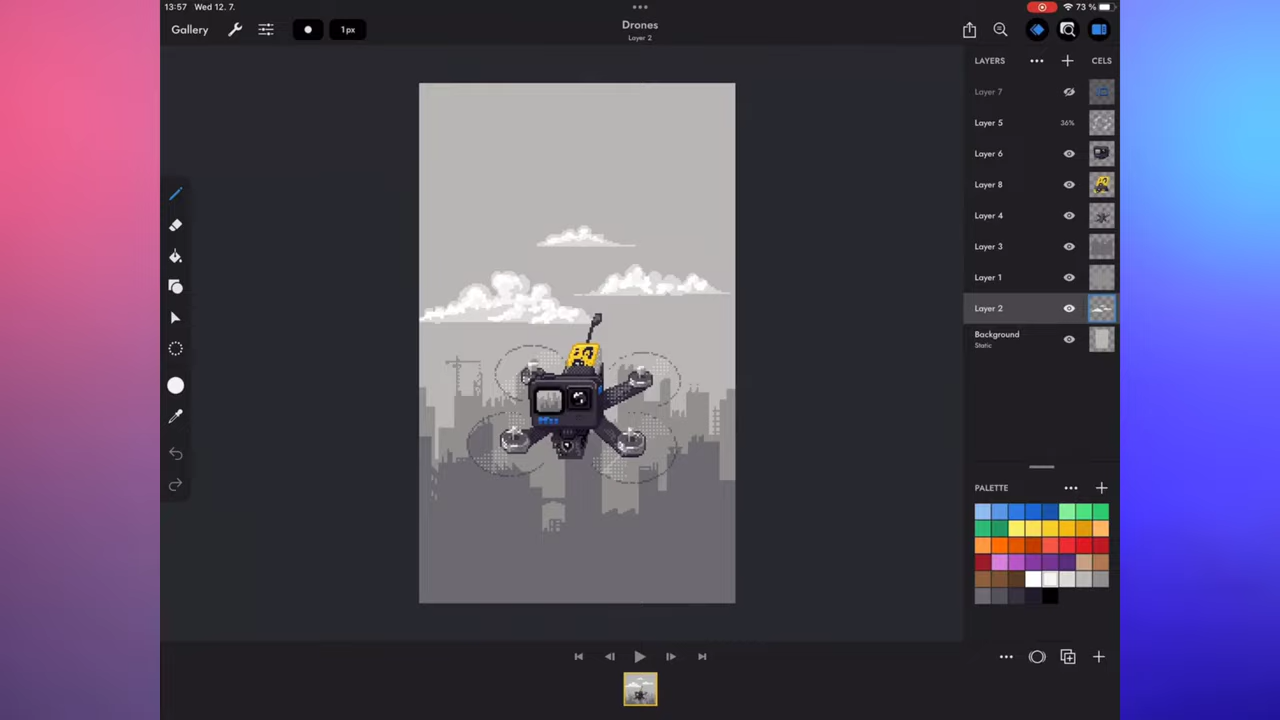 13:57 Wed 12. 7.
73 %
Gallery
1px
Drones
Layer 2
LAYERS
CELS
Layer 7
Layer 5
36%
Layer 6
Layer 8
Layer 4
Layer 3
Layer 1
Layer 2
Background
Static
PALETTE